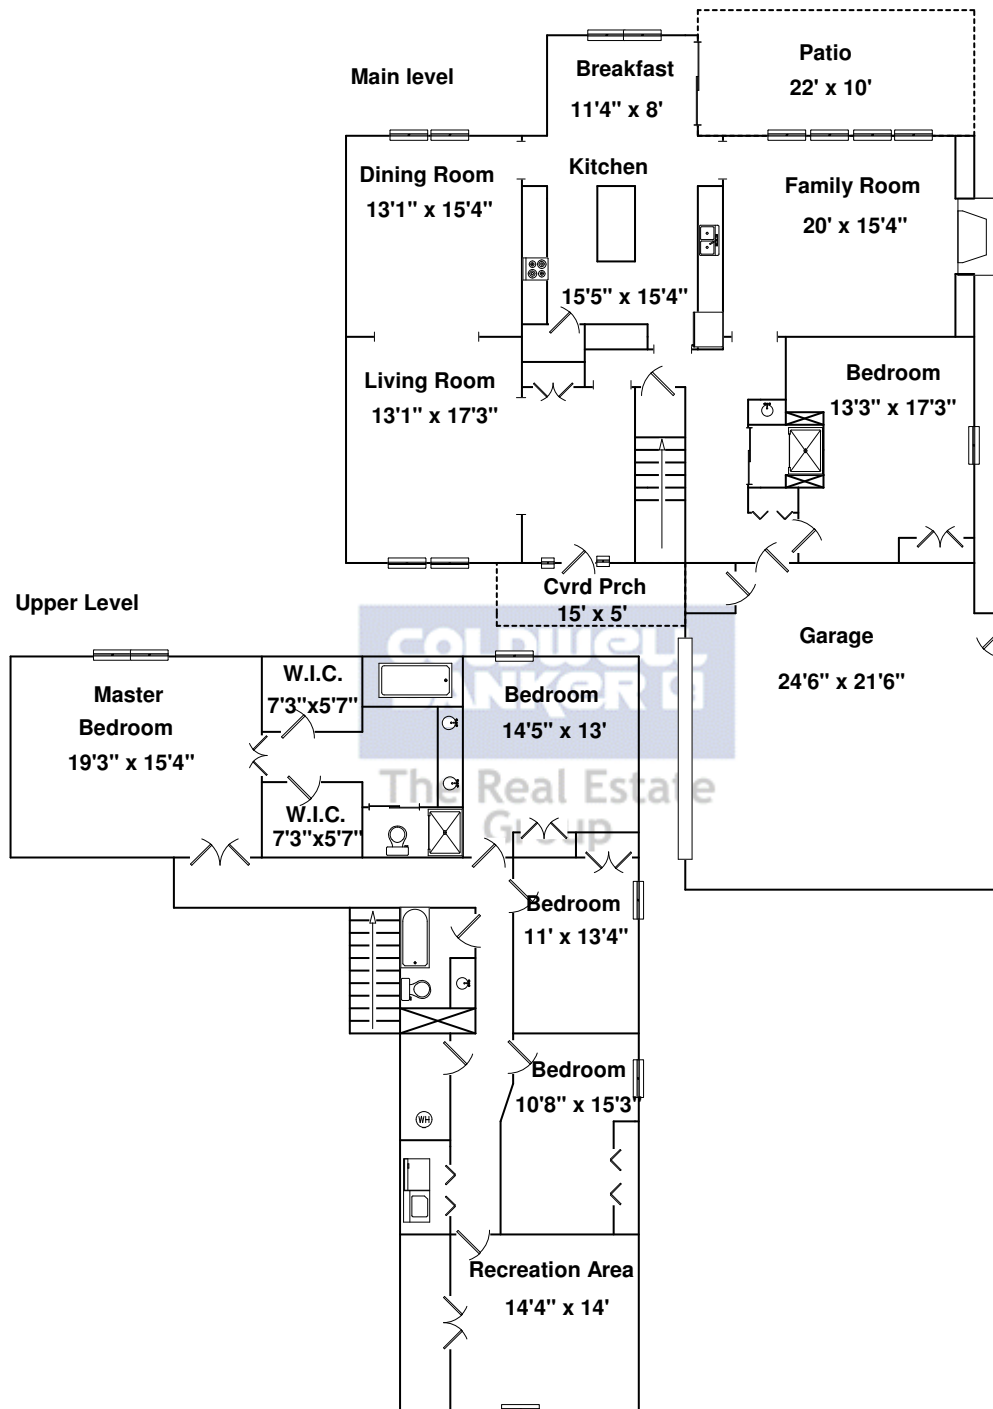 Main level
Breakfast
11'4" x 8'
Patio
22' x 10'
Dining Room
13'1" x 15'4"
Kitchen
15'5" x 15'4"
Family Room
20' x 15'4"
Living Room
13'1" x 17'3"
Bedroom
13'3" x 17'3"
Cvrd Prch
15' x 5'
Garage
24'6" x 21'6"
Upper Level
COLDWELL
BANKER
The Real Estate
Group
Master
Bedroom
19'3" x 15'4"
W.I.C.
7'3"x5'7"
W.I.C.
7'3"x5'7"
Bedroom
14'5" x 13'
Bedroom
11' x 13'4"
Bedroom
10'8" x 15'3"
WH
Recreation Area
14'4" x 14'